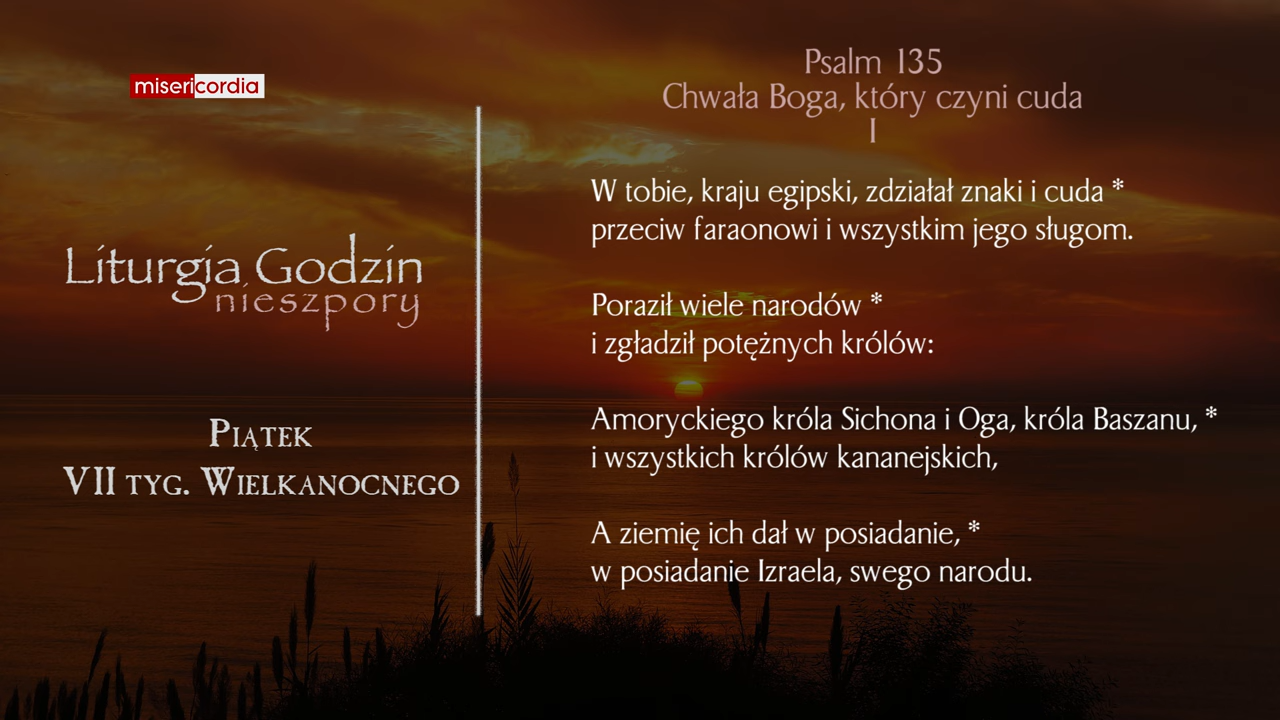 misericordia
Liturgia Godzin
nieszpory
Piątek
VII tyg. Wielkanocnego
Psalm 135
Chwała Boga, który czyni cuda
I
W tobie, kraju egipski, zdziałał znaki i cuda *
przeciw faraonowi i wszystkim jego sługom.
Poraził wiele narodów *
i zgładził potężnych królów:
Amoryckiego króla Sichona i Oga, króla Baszanu, *
i wszystkich królów kananejskich,
A ziemię ich dał w posiadanie, *
w posiadanie Izraela, swego narodu.